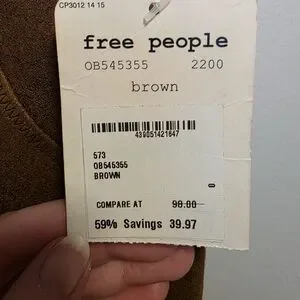 CP3012 14 15
free people
OB545355 2200
brown
439051421647
573
OB545355
BROWN
0
COMPARE AT 98.00
59% Savings 39.97